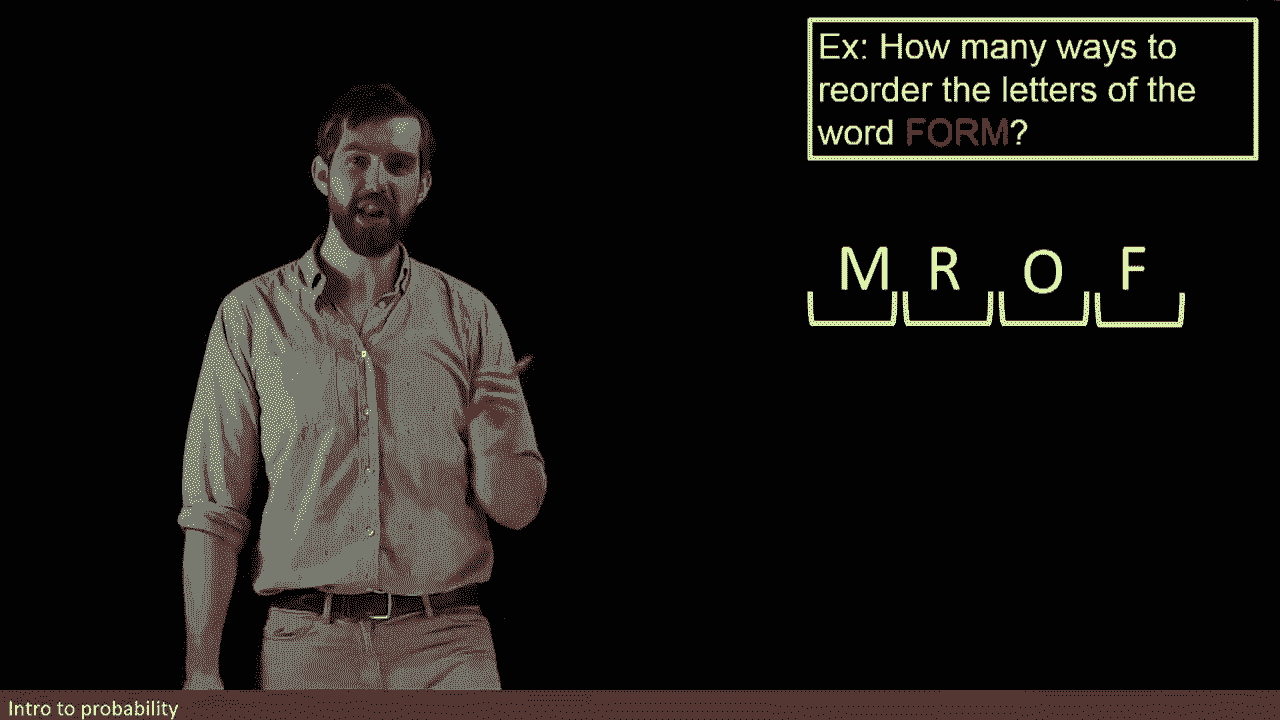 Ex: How many ways to
reorder the letters of the
word FORM?
M R O F
Intro to probability